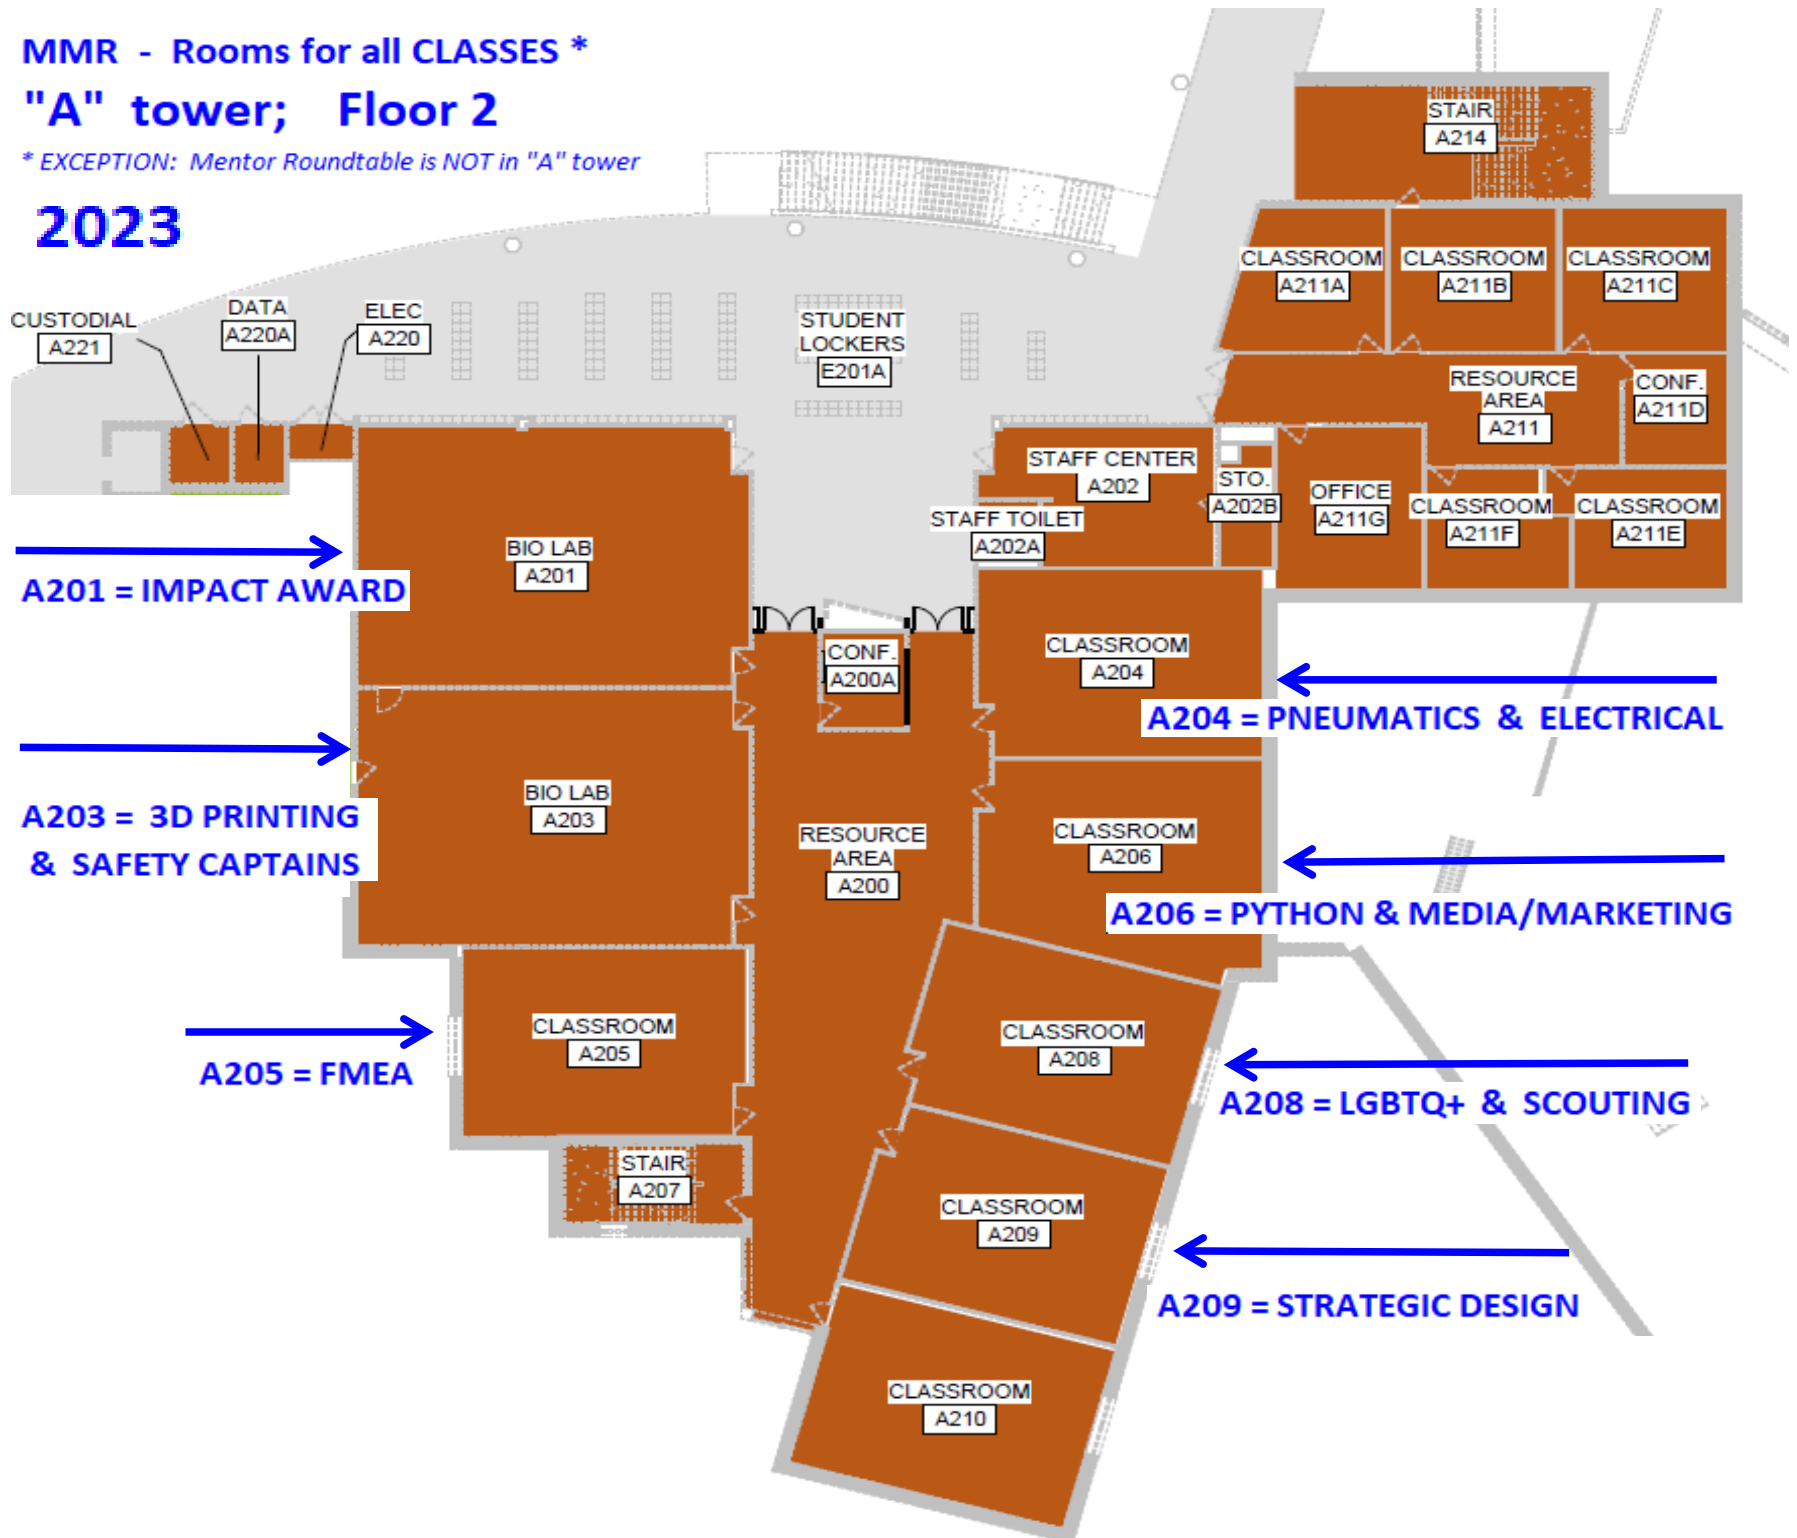 MMR - Rooms for all CLASSES *
"A" tower; Floor 2
* EXCEPTION: Mentor Roundtable is NOT in "A" tower
2023
STAIR
A214
CLASSROOM
A211A
CLASSROOM
A211B
CLASSROOM
A211C
CUSTODIAL
A221
DATA
A220A
ELEC
A220
STUDENT
LOCKERS
E201A
RESOURCE
AREA
A211
CONF.
A211D
STAFF CENTER
A202
STO.
A202B
OFFICE
A211G
CLASSROOM
A211F
CLASSROOM
A211E
STAFF TOILET
A202A
BIO LAB
A201
A201 = IMPACT AWARD
CONF.
A200A
CLASSROOM
A204
A204 = PNEUMATICS & ELECTRICAL
BIO LAB
A203
A203 = 3D PRINTING
& SAFETY CAPTAINS
RESOURCE
AREA
A200
CLASSROOM
A206
A206 = PYTHON & MEDIA/MARKETING
CLASSROOM
A205
A205 = FMEA
CLASSROOM
A208
A208 = LGBTQ+ & SCOUTING
STAIR
A207
CLASSROOM
A209
A209 = STRATEGIC DESIGN
CLASSROOM
A210